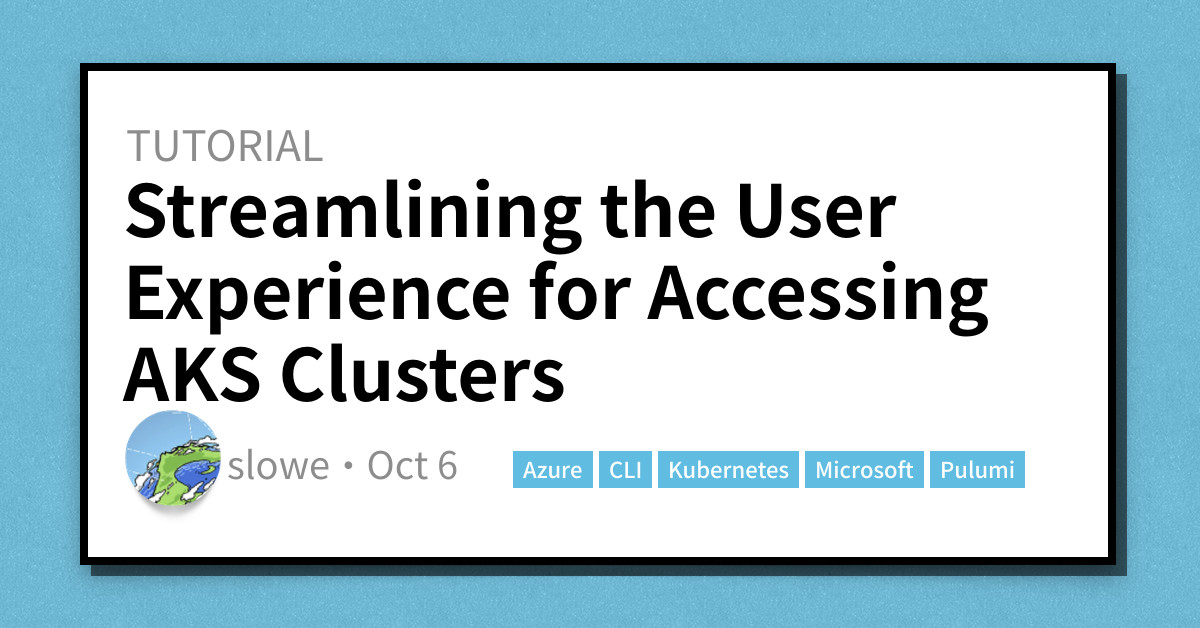 TUTORIAL
Streamlining the User
Experience for Accessing
AKS Clusters
slowe • Oct 6
Azure CLI Kubernetes Microsoft Pulumi